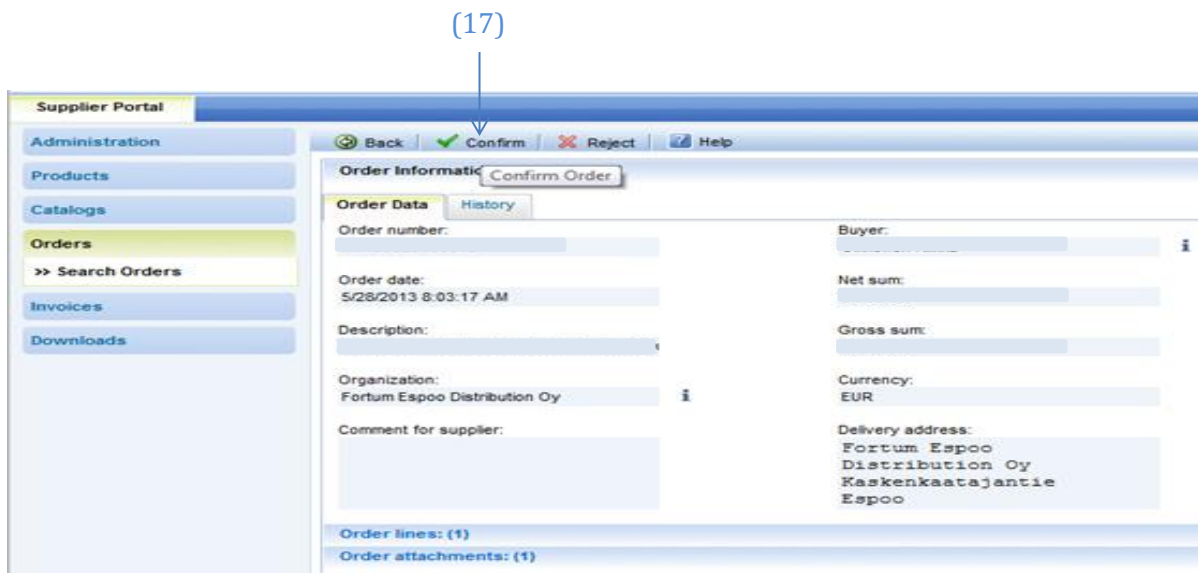 (17)
Supplier Portal
Administration
Products
Catalogs
Orders
>> Search Orders
Invoices
Downloads
Back Confirm Reject Help
Order Informatic
Confirm Order
Order Data History
Order number:
Buyer:
Order date:
5/28/2013 8:03:17 AM
Net sum:
Description:
Gross sum:
Organization:
Fortum Espoo Distribution Oy
Currency:
EUR
Comment for supplier:
Delivery address:
Fortum Espoo
Distribution Oy
Kaskenkaatajantie
Espoo
Order lines: (1)
Order attachments: (1)